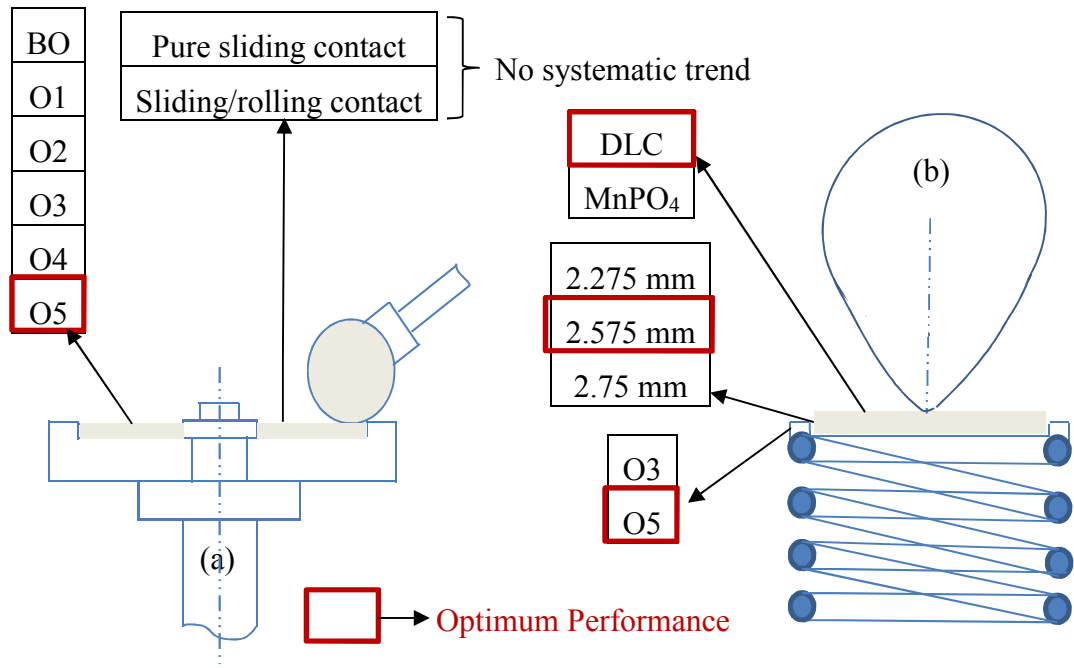 BO
O1
O2
O3
O4
O5
Pure sliding contact
Sliding/rolling contact
No systematic trend
(a)
DLC
MnPO₄
2.275 mm
2.575 mm
2.75 mm
O3
O5
(b)
Optimum Performance